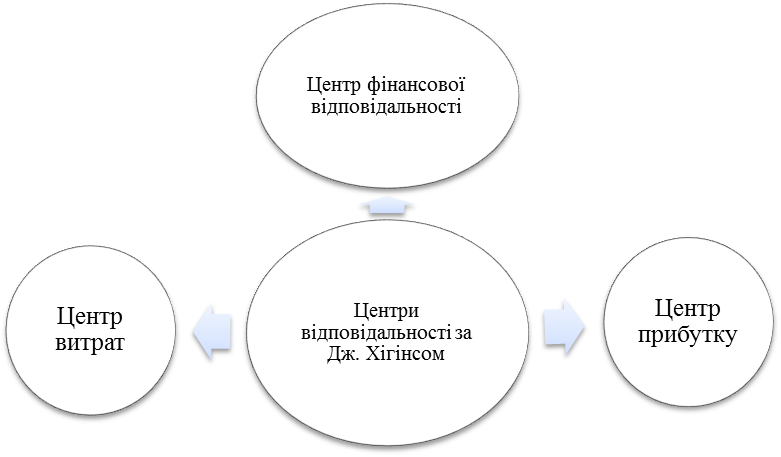 Центр фінансової
відповідальності
Центр
витрат
Центри
відповідальності за
Дж. Хігінсом
Центр
прибутку